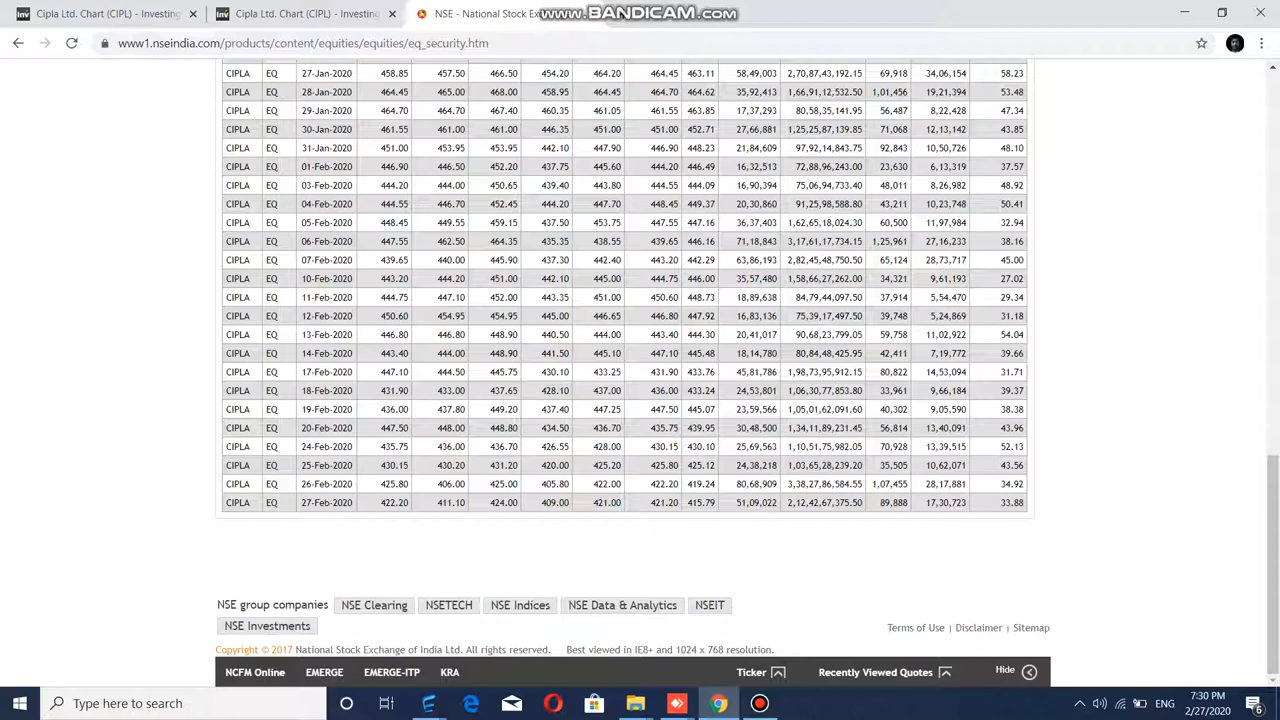 Cipla Ltd. Chart (CIPL) - Investing
Cipla Ltd. Chart (CIPL) - Investing
NSE - National Stock Ex
www.BANDICAM.com
www1.nseindia.com/products/content/equities/equities/eq_security.htm
CIPLA EQ 27-Jan-2020 458.85 457.50 466.50 454.20 464.20 464.45 463.11 58,49,003 2,70,87,43,192.15 69,918 34,06,154 58.23
CIPLA EQ 28-Jan-2020 464.45 465.00 468.00 458.95 464.45 464.70 464.62 35,92,413 1,66,91,12,532.50 1,01,456 19,21,394 53.48
CIPLA EQ 29-Jan-2020 464.70 464.70 467.40 460.35 461.05 461.55 463.85 17,37,293 80,58,35,141.95 56,487 8,22,428 47.34
CIPLA EQ 30-Jan-2020 461.55 461.00 461.00 446.30 451.00 451.00 452.71 27,66,881 1,25,25,87,139.85 71,068 12,13,142 43.85
CIPLA EQ 31-Jan-2020 451.00 453.95 453.95 442.10 447.90 446.90 448.23 21,84,609 97,92,14,843.75 92,843 10,50,726 48.10
CIPLA EQ 01-Feb-2020 446.90 446.50 452.20 437.75 445.60 444.20 446.49 16,32,513 72,88,96,243.00 23,630 6,13,319 37.57
CIPLA EQ 03-Feb-2020 444.20 444.00 450.65 439.40 443.80 444.55 444.09 16,90,394 75,06,94,733.40 48,011 8,26,982 48.92
CIPLA EQ 04-Feb-2020 444.55 446.70 452.45 444.20 447.70 448.45 449.37 20,30,860 91,25,98,588.80 43,211 10,23,748 50.41
CIPLA EQ 05-Feb-2020 448.45 449.55 459.15 437.50 453.75 447.55 447.16 36,37,403 1,62,65,18,024.30 60,500 11,97,984 32.94
CIPLA EQ 06-Feb-2020 447.55 462.50 464.35 435.35 438.55 439.65 446.16 71,18,843 3,17,61,17,734.15 1,25,961 27,16,233 38.16
CIPLA EQ 07-Feb-2020 439.65 440.00 445.90 437.30 442.40 443.20 442.29 63,86,193 2,82,45,48,750.50 65,124 28,73,717 45.00
CIPLA EQ 10-Feb-2020 443.20 444.20 451.00 442.10 445.00 444.75 446.00 35,57,480 1,58,66,27,262.00 34,321 9,61,193 27.02
CIPLA EQ 11-Feb-2020 444.75 447.10 452.00 443.35 451.00 450.60 448.73 18,89,638 84,79,44,097.50 37,914 5,54,470 29.34
CIPLA EQ 12-Feb-2020 450.60 454.95 454.95 445.00 446.65 446.80 447.92 16,83,136 75,39,17,497.50 39,748 5,24,869 31.18
CIPLA EQ 13-Feb-2020 446.80 446.80 448.90 440.50 444.00 443.40 444.30 20,41,017 90,68,23,799.05 59,758 11,02,922 54.04
CIPLA EQ 14-Feb-2020 443.40 444.00 448.90 441.50 445.10 447.10 445.48 18,14,780 80,84,48,425.95 42,411 7,19,772 39.66
CIPLA EQ 17-Feb-2020 447.10 444.50 445.75 430.10 433.25 431.90 433.76 45,81,786 1,98,73,95,912.15 80,822 14,53,094 31.71
CIPLA EQ 18-Feb-2020 431.90 433.00 437.65 428.10 437.00 436.00 433.24 24,53,801 1,06,30,77,853.80 33,961 9,66,184 39.37
CIPLA EQ 19-Feb-2020 436.00 437.80 449.20 437.40 447.25 447.50 445.07 23,59,566 1,05,01,62,091.60 40,302 9,05,590 38.38
CIPLA EQ 20-Feb-2020 447.50 448.00 448.80 434.50 436.70 435.75 439.95 30,48,500 1,34,11,89,231.45 56,814 13,40,091 43.96
CIPLA EQ 24-Feb-2020 435.75 436.00 436.70 426.55 428.00 430.15 430.10 25,69,563 1,10,51,75,982.05 70,928 13,39,515 52.13
CIPLA EQ 25-Feb-2020 430.15 430.20 431.20 420.00 425.20 425.80 425.12 24,38,218 1,03,65,28,239.20 35,505 10,62,071 43.56
CIPLA EQ 26-Feb-2020 425.80 406.00 425.00 405.80 422.00 422.20 419.24 80,68,909 3,38,27,86,584.55 1,07,455 28,17,881 34.92
CIPLA EQ 27-Feb-2020 422.20 411.10 424.00 409.00 421.00 421.20 415.79 51,09,022 2,12,42,67,375.50 89,888 17,30,723 33.88
NSE group companies NSE Clearing NSETECH NSE Indices NSE Data & Analytics NSEIT
NSE Investments
Terms of Use | Disclaimer | Sitemap
Copyright © 2017 National Stock Exchange of India Ltd. All rights reserved. Best viewed in IE8+ and 1024 x 768 resolution.
NCFM Online EMERGE EMERGE-ITP KRA Ticker Recently Viewed Quotes Hide
Type here to search
ENG
7:30 PM
2/27/2020
6